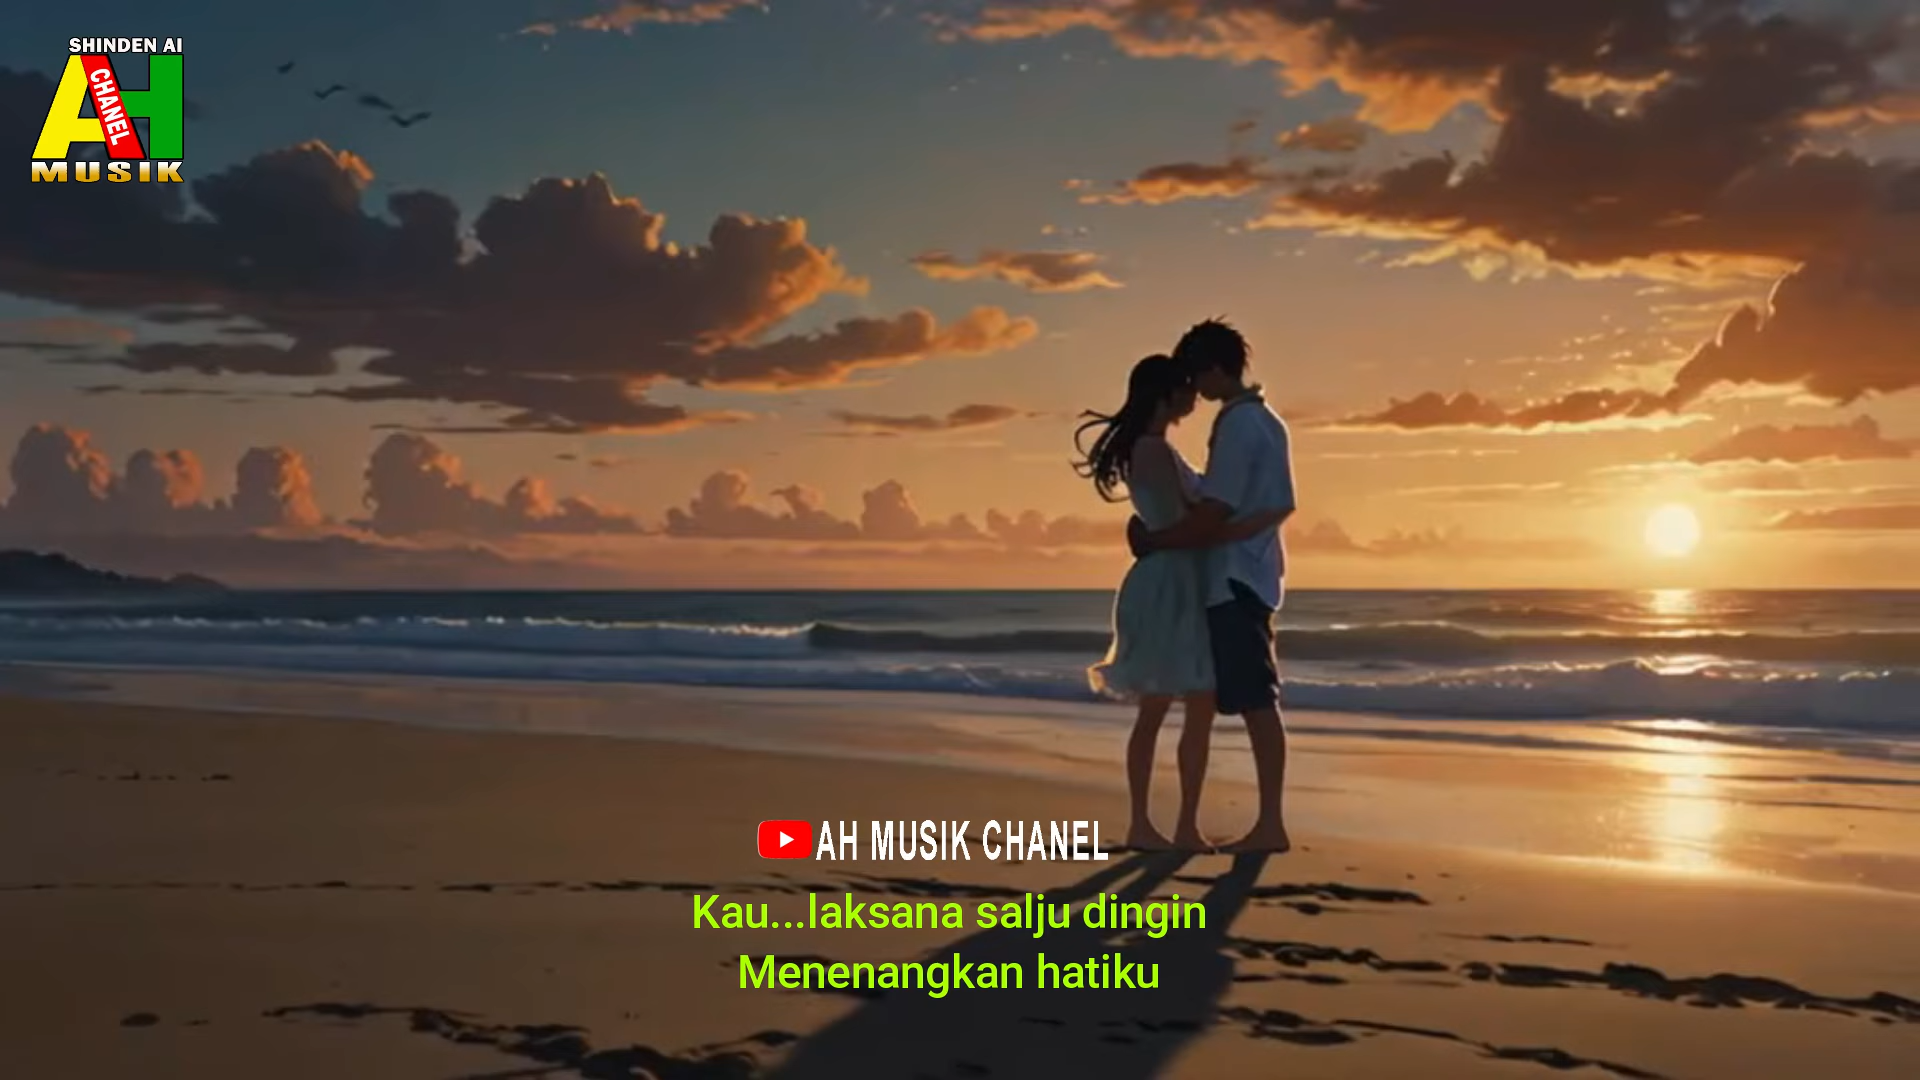 SHINDEN AI
AH
CHANEL
MUSIK
AH MUSIK CHANEL
Kau...laksana salju dingin
Menenangkan hatiku